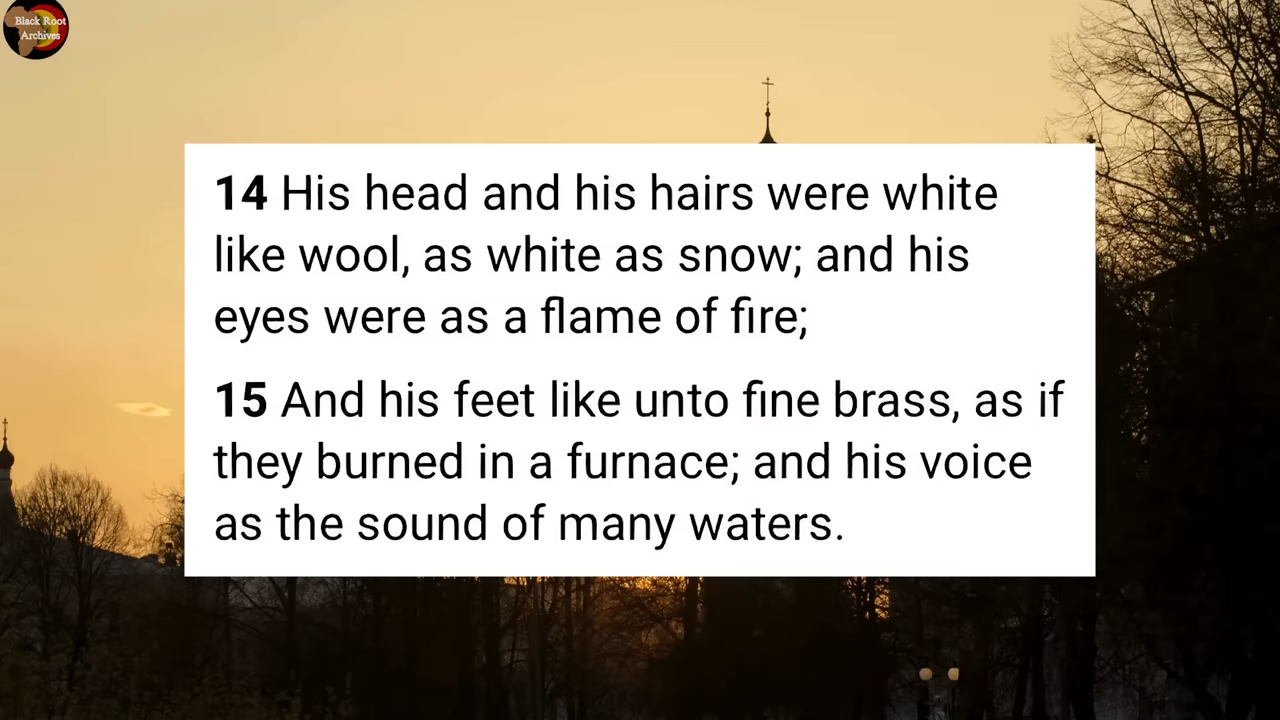 Black Root
Archives
14 His head and his hairs were white
like wool, as white as snow; and his
eyes were as a flame of fire;
15 And his feet like unto fine brass, as if
they burned in a furnace; and his voice
as the sound of many waters.